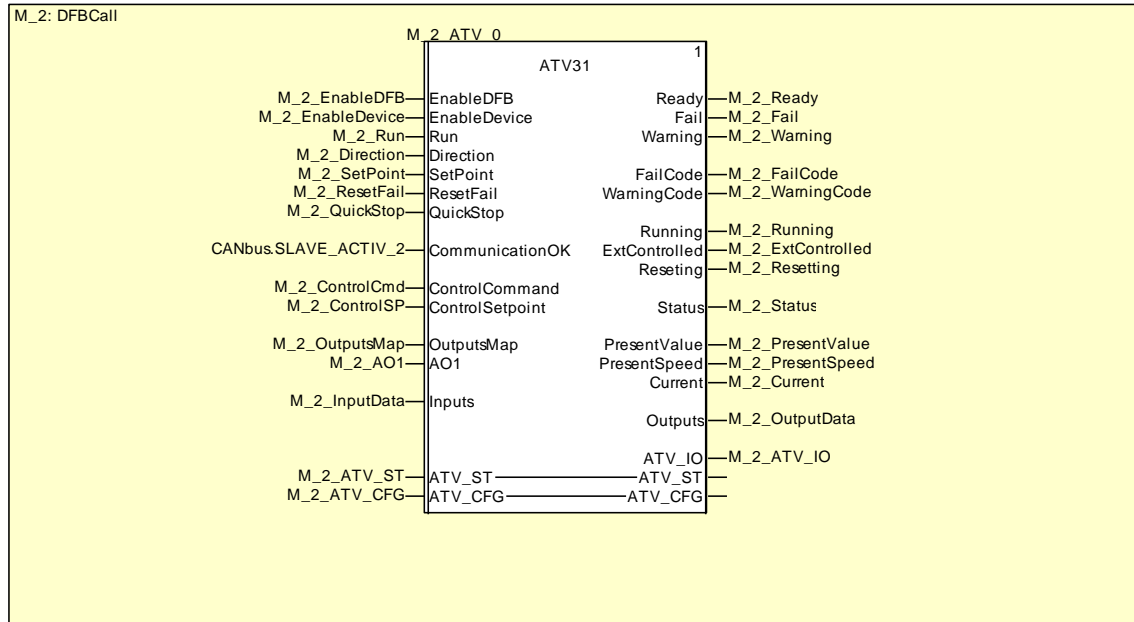 M_2: DFBCall
M_2_ATV_0
1
ATV31
M_2_EnableDFB EnableDFB Ready M_2_Ready
M_2_EnableDevice EnableDevice Fail M_2_Fail
M_2_Run Run Warning M_2_Warning
M_2_Direction Direction
M_2_SetPoint SetPoint FailCode M_2_FailCode
M_2_ResetFail ResetFail WarningCode M_2_WarningCode
M_2_QuickStop QuickStop
Running M_2_Running
CANbus.SLAVE_ACTIV_2 CommunicationOK ExtControlled M_2_ExtControlled
Reseting M_2_Resetting
M_2_ControlCmd ControlCommand
M_2_ControlSP ControlSetpoint Status M_2_Status
M_2_OutputsMap OutputsMap PresentValue M_2_PresentValue
M_2_AO1 AO1 PresentSpeed M_2_PresentSpeed
Current M_2_Current
M_2_InputData Inputs
Outputs M_2_OutputData
ATV_IO M_2_ATV_IO
M_2_ATV_ST ATV_ST ATV_ST
M_2_ATV_CFG ATV_CFG ATV_CFG